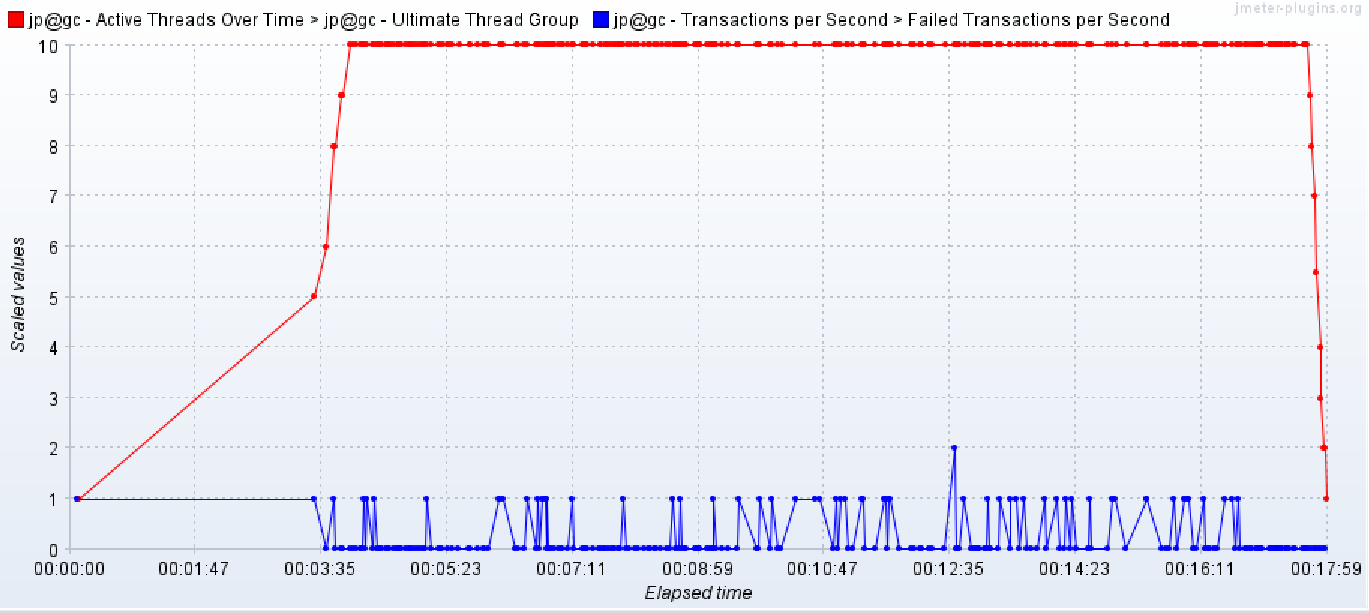 jmeter-plugins.org
jp@gc - Active Threads Over Time > jp@gc - Ultimate Thread Group jp@gc - Transactions per Second > Failed Transactions per Second
10
9
8
7
6
5
4
3
2
1
0
Scaled values
00:00:00 00:01:47 00:03:35 00:05:23 00:07:11 00:08:59 00:10:47 00:12:35 00:14:23 00:16:11 00:17:59
Elapsed time